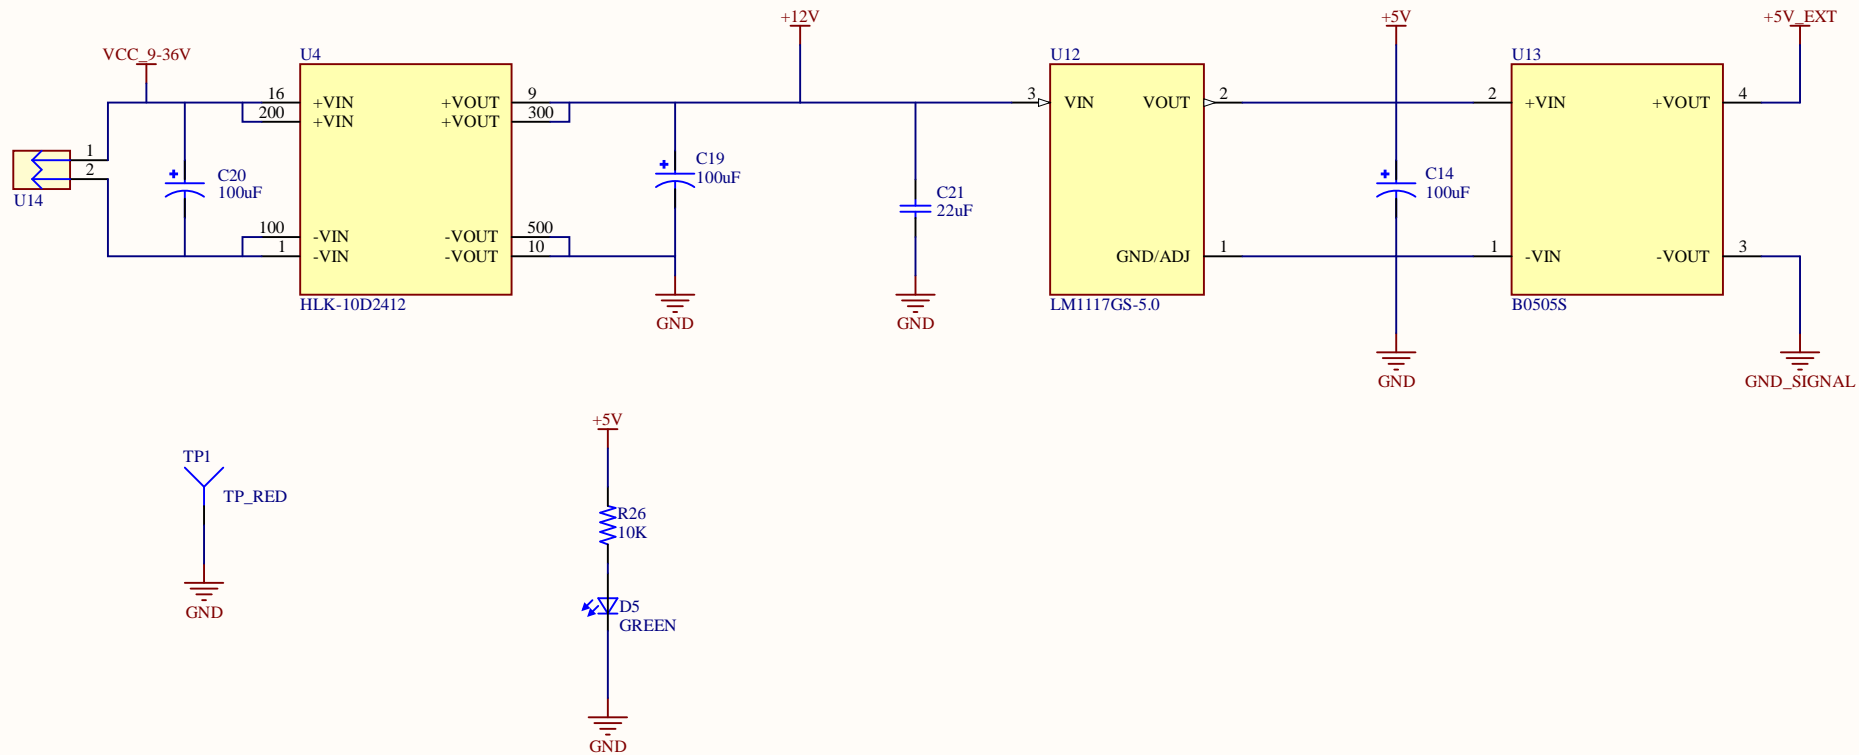 +12V
+5V
+5V_EXT
VCC_9-36V
U4
U12
U13
16
+VIN
200
+VIN
+VOUT
9
+VOUT
300
3
VIN
VOUT
2
2
+VIN
+VOUT
4
1
2
U14
C20
100uF
C19
100uF
C21
22uF
C14
100uF
100
-VIN
1
-VIN
-VOUT
500
-VOUT
10
GND/ADJ
1
1
-VIN
-VOUT
3
HLK-10D2412
LM1117GS-5.0
B0505S
GND
GND
GND
GND_SIGNAL
TP1
TP_RED
GND
+5V
R26
10K
D5
GREEN
GND